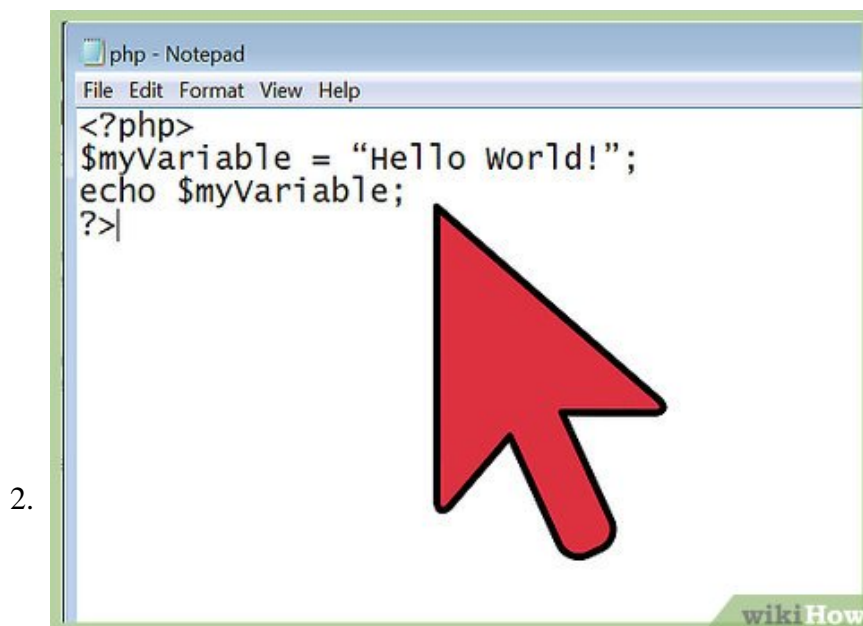 php - Notepad
File Edit Format View Help
<?php>
$myVariable = “Hello World!”;
echo $myVariable;
?>
2.
wikiHow